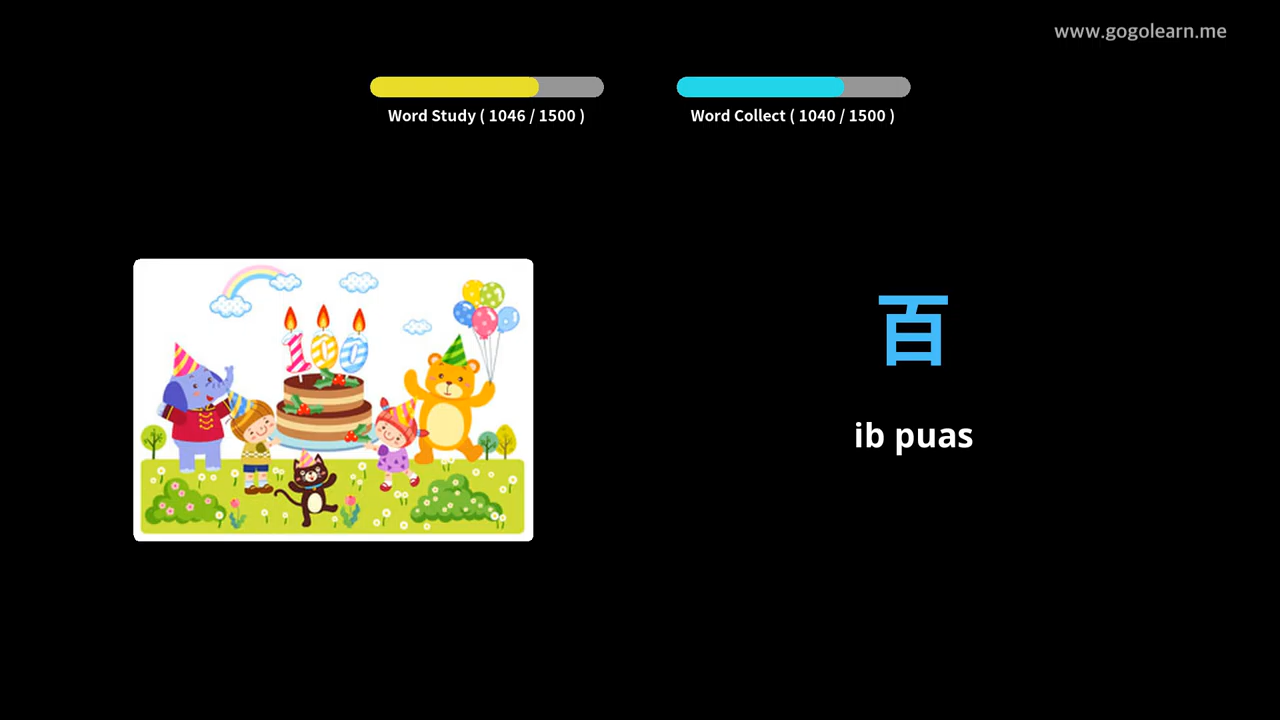 www.gogolearn.me
Word Study ( 1046 / 1500 )
Word Collect ( 1040 / 1500 )
100
百
ib puas